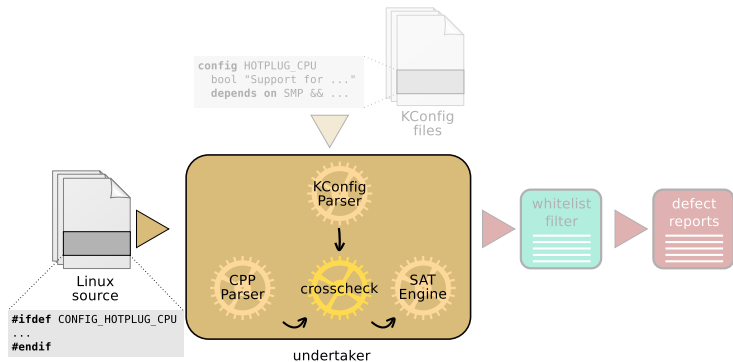 config HOTPLUG_CPU
bool "Support for ..."
depends on SMP && ...
KConfig
files
KConfig
Parser
whitelist
filter
defect
reports
Linux
source
CPP
Parser
crosscheck
SAT
Engine
#ifdef CONFIG_HOTPLUG_CPU
...
#endif
undertaker